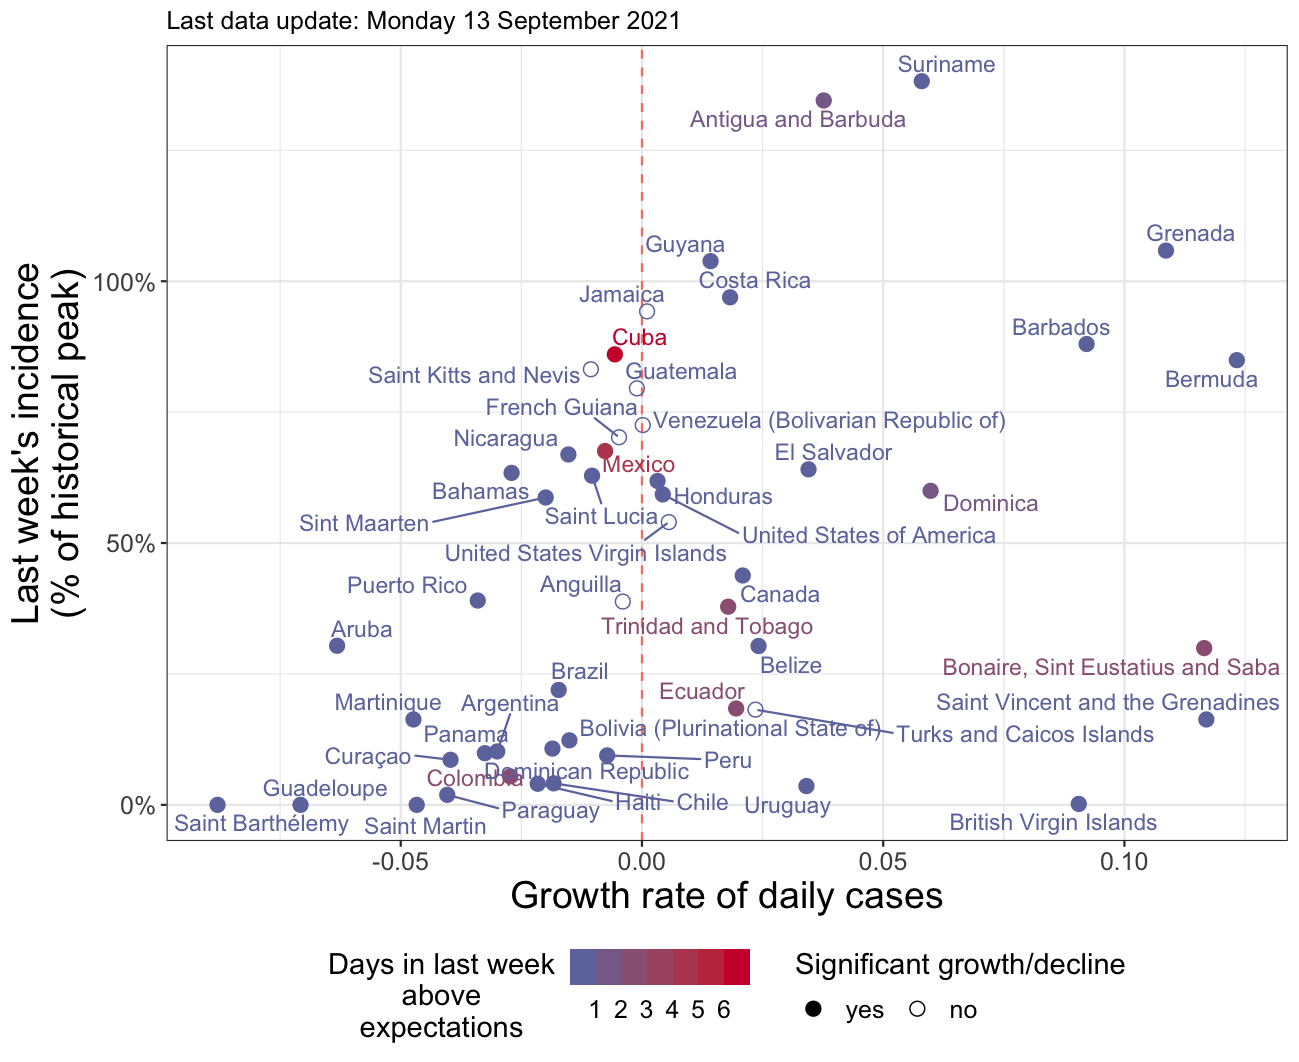 Last data update: Monday 13 September 2021
Last week's incidence
(% of historical peak)
100%
50%
0%
Suriname
Antigua and Barbuda
Grenada
Guyana
Costa Rica
Jamaica
Barbados
Cuba
Bermuda
Saint Kitts and Nevis
Guatemala
French Guiana
Venezuela (Bolivarian Republic of)
Nicaragua
El Salvador
Mexico
Bahamas
Honduras
Dominica
Sint Maarten
Saint Lucia
United States of America
United States Virgin Islands
Puerto Rico
Anguilla
Canada
Aruba
Trinidad and Tobago
Belize
Bonaire, Sint Eustatius and Saba
Brazil
Ecuador
Martinique
Argentina
Saint Vincent and the Grenadines
Panama
Bolivia (Plurinational State of)
Turks and Caicos Islands
Curaçao
Peru
Colombia
Dominican Republic
Guadeloupe
Paraguay
Haiti
Chile
Uruguay
Saint Barthélemy
Saint Martin
British Virgin Islands
-0.05 0.00 0.05 0.10
Growth rate of daily cases
Days in last week
above
expectations
1 2 3 4 5 6
Significant growth/decline
yes no